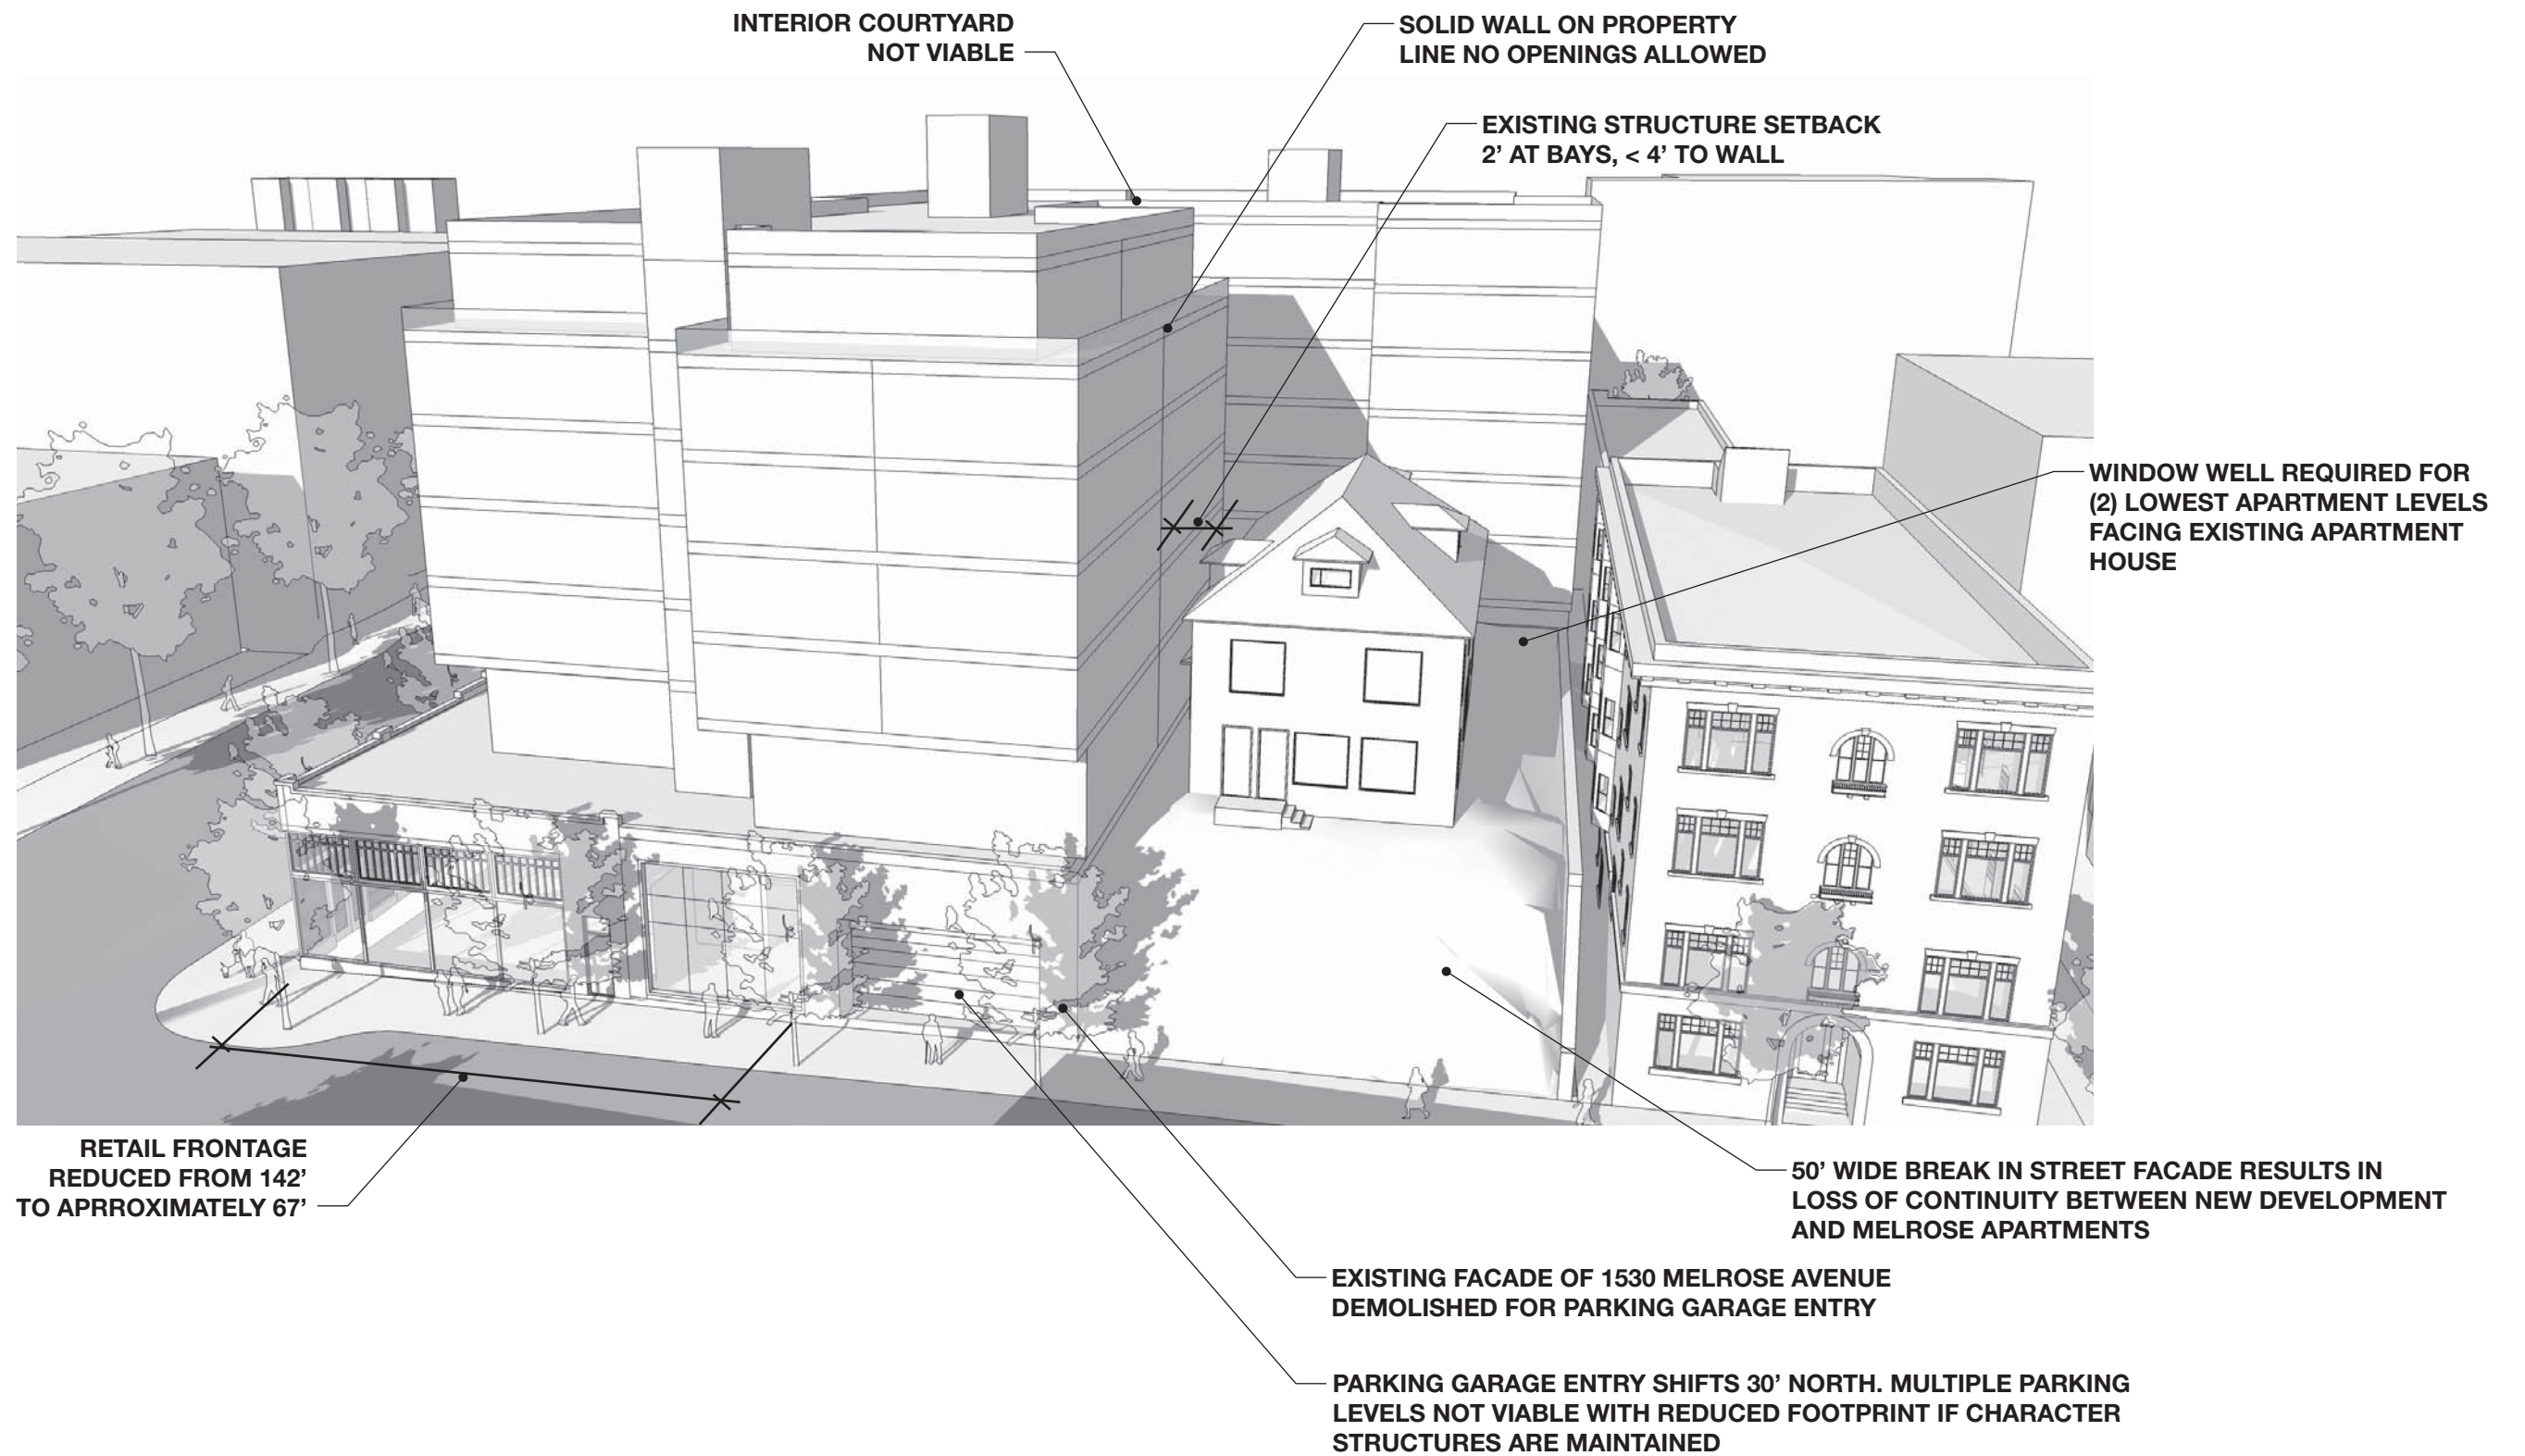 INTERIOR COURTYARD
NOT VIABLE
SOLID WALL ON PROPERTY
LINE NO OPENINGS ALLOWED
EXISTING STRUCTURE SETBACK
2’ AT BAYS, < 4’ TO WALL
WINDOW WELL REQUIRED FOR
(2) LOWEST APARTMENT LEVELS
FACING EXISTING APARTMENT
HOUSE
RETAIL FRONTAGE
REDUCED FROM 142’
TO APRROXIMATELY 67’
50’ WIDE BREAK IN STREET FACADE RESULTS IN
LOSS OF CONTINUITY BETWEEN NEW DEVELOPMENT
AND MELROSE APARTMENTS
EXISTING FACADE OF 1530 MELROSE AVENUE
DEMOLISHED FOR PARKING GARAGE ENTRY
PARKING GARAGE ENTRY SHIFTS 30’ NORTH. MULTIPLE PARKING
LEVELS NOT VIABLE WITH REDUCED FOOTPRINT IF CHARACTER
STRUCTURES ARE MAINTAINED